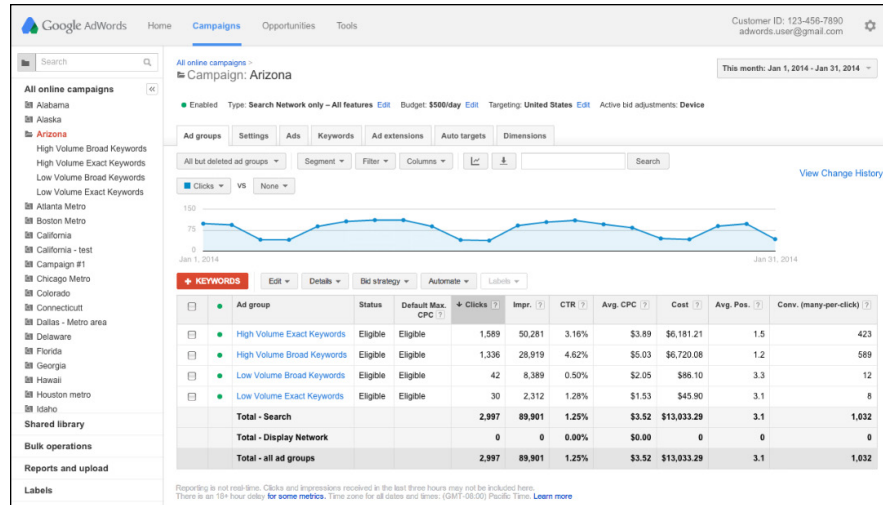 Google AdWords Home Campaigns Opportunities Tools
Customer ID: 123-456-7890
adwords.user@gmail.com
Search
All online campaigns
Alabama
Alaska
Arizona
High Volume Broad Keywords
High Volume Exact Keywords
Low Volume Broad Keywords
Low Volume Exact Keywords
Atlanta Metro
Boston Metro
California
California - test
Campaign #1
Chicago Metro
Colorado
Connecticutt
Dallas - Metro area
Delaware
Florida
Georgia
Hawaii
Houston metro
Idaho
Shared library
Bulk operations
Reports and upload
Labels
All online campaigns >
Campaign: Arizona
This month: Jan 1, 2014 - Jan 31, 2014
Enabled Type: Search Network only – All features Edit Budget: $500/day Edit Targeting: United States Edit Active bid adjustments: Device
Ad groups Settings Ads Keywords Ad extensions Auto targets Dimensions
All but deleted ad groups Segment Filter Columns Search
View Change History
Clicks VS None
150
75
0
Jan 1, 2014 Jan 31, 2014
+ KEYWORDS Edit Details Bid strategy Automate Labels
Ad group Status Default Max. CPC ? Clicks ? Impr. ? CTR ? Avg. CPC ? Cost ? Avg. Pos. ? Conv. (many-per-click) ?
High Volume Exact Keywords Eligible Eligible 1,589 50,281 3.16% $3.89 $6,181.21 1.5 423
High Volume Broad Keywords Eligible Eligible 1,336 28,919 4.62% $5.03 $6,720.08 1.2 589
Low Volume Broad Keywords Eligible Eligible 42 8,389 0.50% $2.05 $86.10 3.3 12
Low Volume Exact Keywords Eligible Eligible 30 2,312 1.28% $1.53 $45.90 3.1 8
Total - Search 2,997 89,901 1.25% $3.52 $13,033.29 3.1 1,032
Total - Display Network 0 0 0.00% $0.00 0 0 0
Total - all ad groups 2,997 89,901 1.25% $3.52 $13,033.29 3.1 1,032
Reporting is not real-time. Clicks and impressions received in the last three hours may not be included here.
There is an 18+ hour delay for some metrics. Time zone for all dates and times: (GMT-08:00) Pacific Time. Learn more